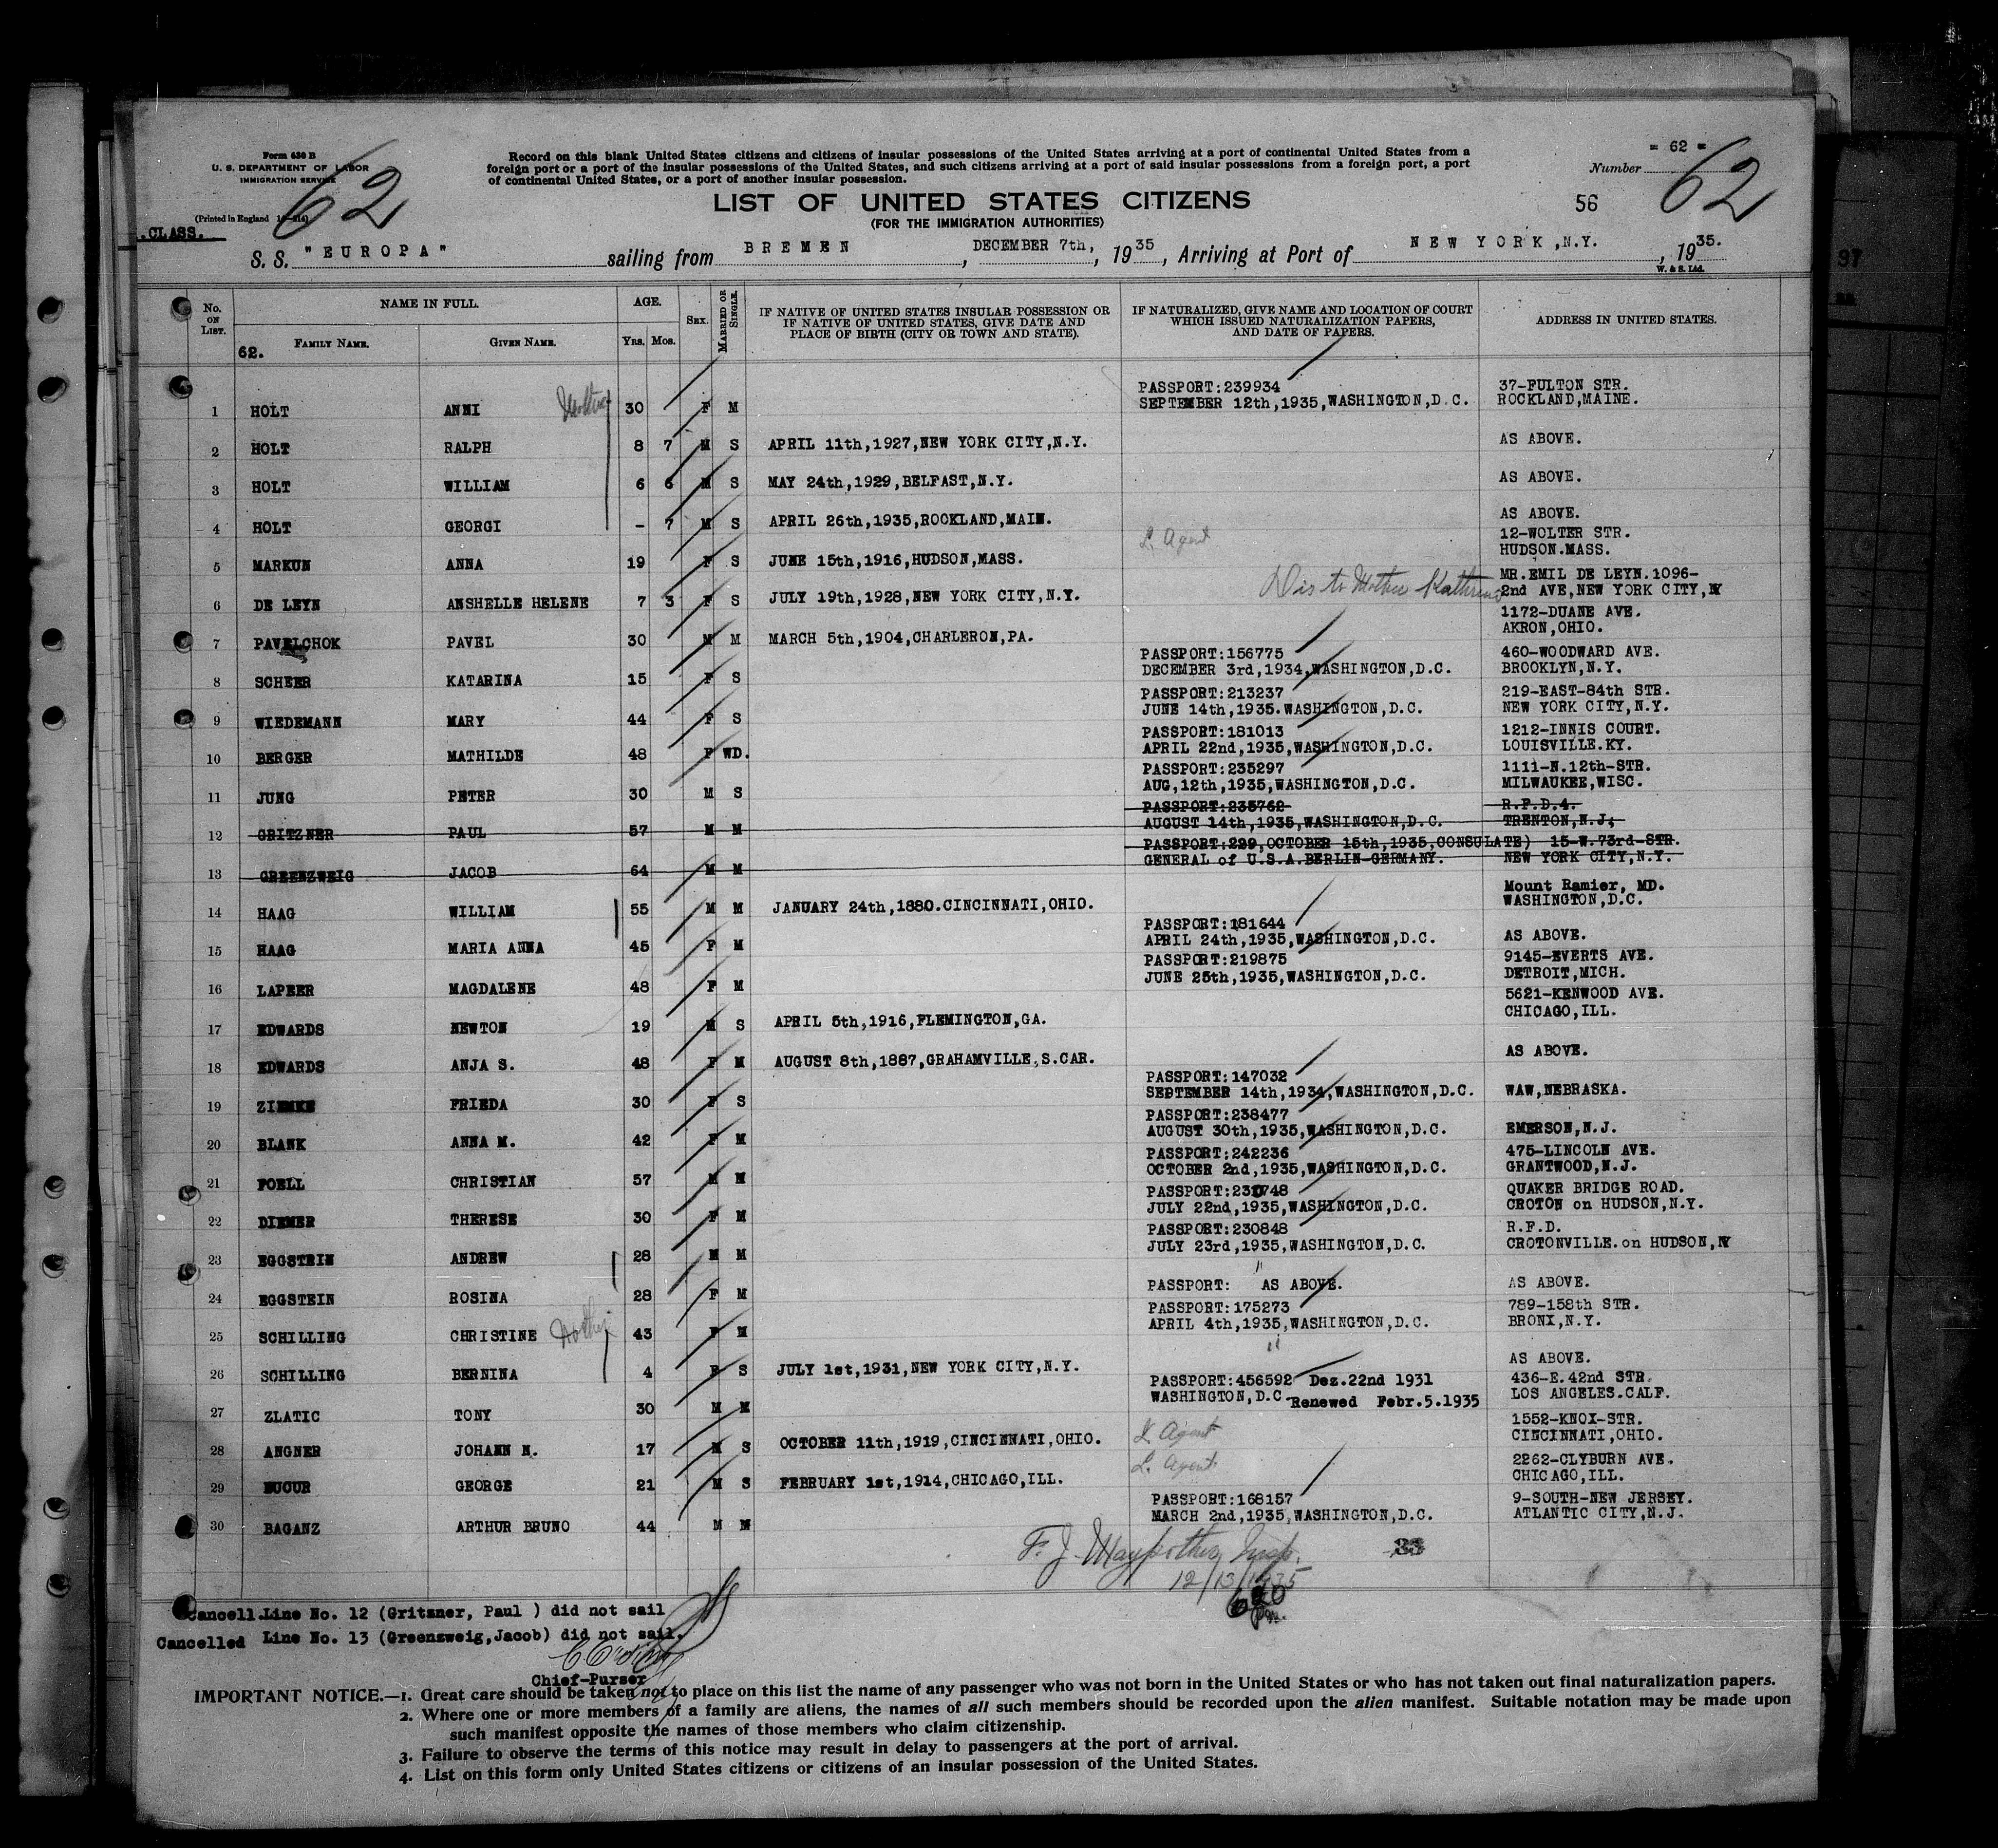 Form 630 B
U. S. DEPARTMENT OF LABOR
IMMIGRATION SERVICE
(Printed in England
62
Record on this blank United States citizens and citizens of insular possessions of the United States arriving at a port of continental United States from a
foreign port or a port of the insular possessions of the United States, and such citizens arriving at a port of said insular possessions from a foreign port, a port
of continental United States, or a port of another insular possession.
= 62 =
Number
62
LIST OF UNITED STATES CITIZENS
56
(FOR THE IMMIGRATION AUTHORITIES)
.CLASS.
S. S. "EUROPA" sailing from BREMEN, DECEMBER 7th, 1935, Arriving at Port of NEW YORK,N.Y., 1935.
W. & S. Ltd.
No. ON LIST. NAME IN FULL. AGE. SEX. MARRIED OR SINGLE. IF NATIVE OF UNITED STATES INSULAR POSSESSION OR IF NATIVE OF UNITED STATES, GIVE DATE AND PLACE OF BIRTH (CITY OR TOWN AND STATE). IF NATURALIZED, GIVE NAME AND LOCATION OF COURT WHICH ISSUED NATURALIZATION PAPERS, AND DATE OF PAPERS. ADDRESS IN UNITED STATES.
62. FAMILY NAME. GIVEN NAME. Yrs. Mos.
1 HOLT ANNI Mother 30 F M PASSPORT:239934 SEPTEMBER 12th,1935,WASHINGTON,D.C. 37-FULTON STR. ROCKLAND,MAINE.
2 HOLT RALPH 8 7 M S APRIL 11th,1927,NEW YORK CITY,N.Y. AS ABOVE.
3 HOLT WILLIAM 6 6 M S MAY 24th,1929,BELFAST,N.Y. AS ABOVE.
4 HOLT GEORGI - 7 M S APRIL 26th,1935,ROCKLAND,MAIN. AS ABOVE.
5 MARKUN ANNA 19 F S JUNE 15th,1916,HUDSON,MASS. L. Agent 12-WOLTER STR. HUDSON.MASS.
6 DE LEYN ANSHELLE HELENE 7 3 F S JULY 19th,1928,NEW YORK CITY,N.Y. Dis to Mother MR.EMIL DE LEYN.1096- 2nd AVE,NEW YORK CITY,NY
7 PAVELCHOK PAVEL 30 M M MARCH 5th,1904,CHARLERON,PA. 1172-DUANE AVE. AKRON,OHIO.
8 SCHEER KATARINA 15 F S PASSPORT:156775 DECEMBER 3rd,1934,WASHINGTON,D.C. 460-WOODWARD AVE. BROOKLYN,N.Y.
9 WIEDEMANN MARY 44 F S PASSPORT:213237 JUNE 14th,1935.WASHINGTON,D.C. 219-EAST-84th STR. NEW YORK CITY,N.Y.
10 BERGER MATHILDE 48 F WD. PASSPORT:181013 APRIL 22nd,1935,WASHINGTON,D.C. 1212-INNIS COURT. LOUISVILLE.KY.
11 JUNG PETER 30 M S PASSPORT:235297 AUG,12th,1935,WASHINGTON,D.C. 1111-N.12th-STR. MILWAUKEE,WISC.
12 GRITZNER PAUL 57 M M PASSPORT:235762 AUGUST 14th,1935,WASHINGTON,D.C. R.F.D.4. TRENTON,N.J.
13 GREENZWEIG JACOB 64 M M PASSPORT:299,OCTOBER 15th,1935,CONSULATE) GENERAL of U.S.A.BERLIN-GERMANY. 15-W.73rd-STR. NEW YORK CITY,N.Y.
14 HAAG WILLIAM 55 M M JANUARY 24th,1880.CINCINNATI,OHIO. Mount Ramier, MD. WASHINGTON,D.C.
15 HAAG MARIA ANNA 45 F M PASSPORT:181644 APRIL 24th,1935,WASHINGTON,D.C. AS ABOVE.
16 LAPEER MAGDALENE 48 F M PASSPORT:219875 JUNE 25th,1935,WASHINGTON,D.C. 9145-EVERTS AVE. DETROIT,MICH.
17 EDWARDS NEWTON 19 M S APRIL 5th,1916,FLEMINGTON,GA. 5621-KENWOOD AVE. CHICAGO,ILL.
18 EDWARDS ANJA S. 48 F M AUGUST 8th,1887,GRAHAMVILLE,S.CAR. AS ABOVE.
19 ZIEMKE FRIEDA 30 F S PASSPORT:147032 SEPTEMBER 14th,1934,WASHINGTON,D.C. WAW,NEBRASKA.
20 BLANK ANNA M. 42 F M PASSPORT:238477 AUGUST 30th,1935,WASHINGTON,D.C. EMERSON,N.J.
21 FOELL CHRISTIAN 57 M M PASSPORT:242236 OCTOBER 2nd,1935,WASHINGTON,D.C. 475-LINCOLN AVE. GRANTWOOD,N.J.
22 DIEMER THERESE 30 F M PASSPORT:230748 JULY 22nd,1935,WASHINGTON,D.C. QUAKER BRIDGE ROAD. CROTON on HUDSON,N.Y.
23 EGGSTEIN ANDREW 28 M M PASSPORT:230848 JULY 23rd,1935,WASHINGTON,D.C. R.F.D. CROTONVILLE.on HUDSON,NY
24 EGGSTEIN ROSINA 28 F M PASSPORT: AS ABOVE. AS ABOVE.
25 SCHILLING CHRISTINE Mother 43 F M PASSPORT:175273 APRIL 4th,1935,WASHINGTON,D.C. 789-158th STR. BRONX,N.Y.
26 SCHILLING BERNINA 4 F S JULY 1st,1931,NEW YORK CITY,N.Y. AS ABOVE.
27 ZLATIC TONY 30 M M PASSPORT:456592 Dez.22nd 1931 WASHINGTON,D.C. Renewed Febr.5.1935 436-E.42nd STR. LOS ANGELES.CALF.
28 ANGNER JOHANN N. 17 M S OCTOBER 11th,1919,CINCINNATI,OHIO. L. Agent 1552-KNOX-STR. CINCINNATI,OHIO.
29 BUCUR GEORGE 21 M S FEBRUARY 1st,1914,CHICAGO,ILL. L. Agent 2262-CLYBURN AVE. CHICAGO,ILL.
30 BAGANZ ARTHUR BRUNO 44 M M PASSPORT:168157 MARCH 2nd,1935,WASHINGTON,D.C. 9-SOUTH-NEW JERSEY. ATLANTIC CITY,N.J.
12/13/1935
Cancell.Line No. 12 (Gritzner, Paul ) did not sail
Cancelled Line No. 13 (Greenzweig,Jacob) did not sail.
Chief-Purser
IMPORTANT NOTICE.—1. Great care should be taken not to place on this list the name of any passenger who was not born in the United States or who has not taken out final naturalization papers.
2. Where one or more members of a family are aliens, the names of all such members should be recorded upon the alien manifest. Suitable notation may be made upon
such manifest opposite the names of those members who claim citizenship.
3. Failure to observe the terms of this notice may result in delay to passengers at the port of arrival.
4. List on this form only United States citizens or citizens of an insular possession of the United States.